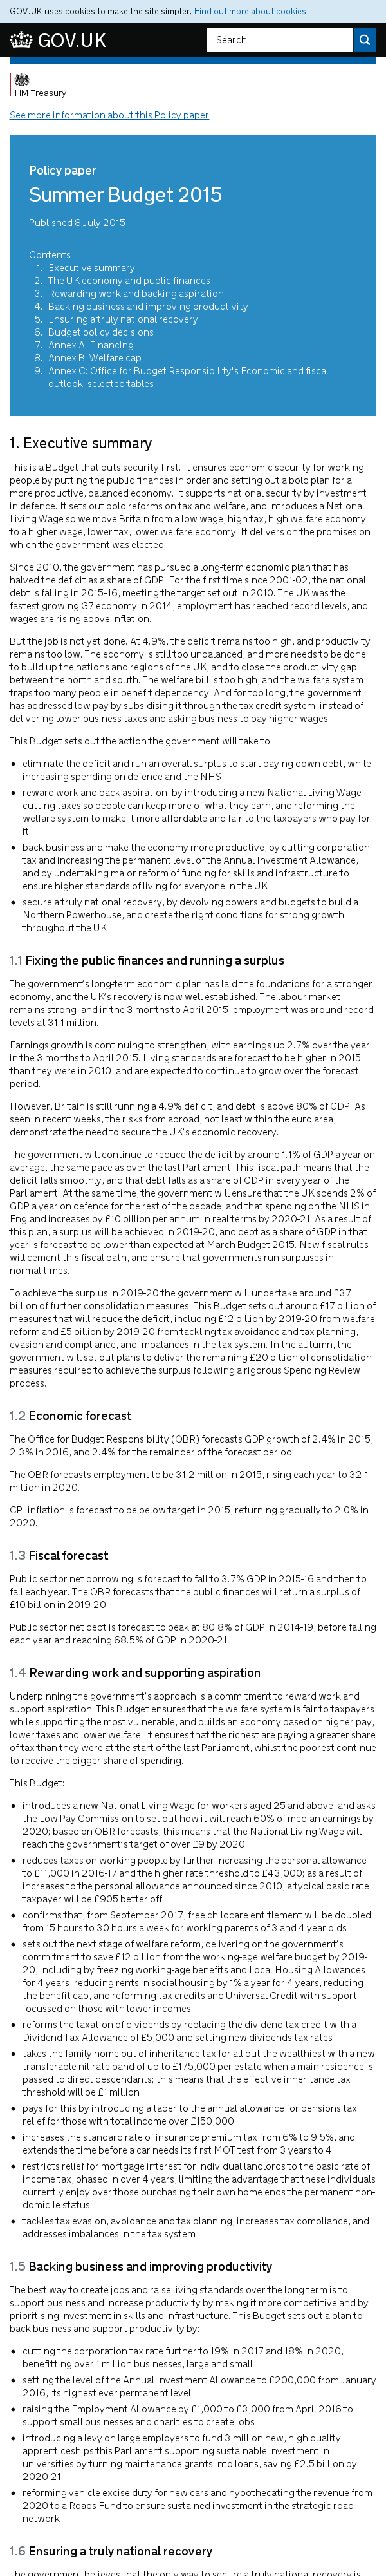 GOV.UK uses cookies to make the site simpler. Find out more about cookies
GOV.UK
Search
HM Treasury
See more information about this Policy paper
Policy paper
Summer Budget 2015
Published 8 July 2015
Contents
1. Executive summary
2. The UK economy and public finances
3. Rewarding work and backing aspiration
4. Backing business and improving productivity
5. Ensuring a truly national recovery
6. Budget policy decisions
7. Annex A: Financing
8. Annex B: Welfare cap
9. Annex C: Office for Budget Responsibility's Economic and fiscal
outlook: selected tables
1. Executive summary
This is a Budget that puts security first. It ensures economic security for working
people by putting the public finances in order and setting out a bold plan for a
more productive, balanced economy. It supports national security by investment
in defence. It sets out bold reforms on tax and welfare, and introduces a National
Living Wage so we move Britain from a low wage, high tax, high welfare economy
to a higher wage, lower tax, lower welfare economy. It delivers on the promises on
which the government was elected.
Since 2010, the government has pursued a long-term economic plan that has
halved the deficit as a share of GDP. For the first time since 2001-02, the national
debt is falling in 2015-16, meeting the target set out in 2010. The UK was the
fastest growing G7 economy in 2014, employment has reached record levels, and
wages are rising above inflation.
But the job is not yet done. At 4.9%, the deficit remains too high, and productivity
remains too low. The economy is still too unbalanced, and more needs to be done
to build up the nations and regions of the UK, and to close the productivity gap
between the north and south. The welfare bill is too high, and the welfare system
traps too many people in benefit dependency. And for too long, the government
has addressed low pay by subsidising it through the tax credit system, instead of
delivering lower business taxes and asking business to pay higher wages.
This Budget sets out the action the government will take to:
• eliminate the deficit and run an overall surplus to start paying down debt, while
increasing spending on defence and the NHS
• reward work and back aspiration, by introducing a new National Living Wage,
cutting taxes so people can keep more of what they earn, and reforming the
welfare system to make it more affordable and fair to the taxpayers who pay for
it
• back business and make the economy more productive, by cutting corporation
tax and increasing the permanent level of the Annual Investment Allowance,
and by undertaking major reform of funding for skills and infrastructure to
ensure higher standards of living for everyone in the UK
• secure a truly national recovery, by devolving powers and budgets to build a
Northern Powerhouse, and create the right conditions for strong growth
throughout the UK
1.1 Fixing the public finances and running a surplus
The government's long-term economic plan has laid the foundations for a stronger
economy, and the UK's recovery is now well established. The labour market
remains strong, and in the 3 months to April 2015, employment was around record
levels at 31.1 million.
Earnings growth is continuing to strengthen, with earnings up 2.7% over the year
in the 3 months to April 2015. Living standards are forecast to be higher in 2015
than they were in 2010, and are expected to continue to grow over the forecast
period.
However, Britain is still running a 4.9% deficit, and debt is above 80% of GDP. As
seen in recent weeks, the risks from abroad, not least within the euro area,
demonstrate the need to secure the UK's economic recovery.
The government will continue to reduce the deficit by around 1.1% of GDP a year on
average, the same pace as over the last Parliament. This fiscal path means that the
deficit falls smoothly, and that debt falls as a share of GDP in every year of the
Parliament. At the same time, the government will ensure that the UK spends 2% of
GDP a year on defence for the rest of the decade, and that spending on the NHS in
England increases by £10 billion per annum in real terms by 2020-21. As a result of
this plan, a surplus will be achieved in 2019-20, and debt as a share of GDP in that
year is forecast to be lower than expected at March Budget 2015. New fiscal rules
will cement this fiscal path, and ensure that governments run surpluses in
normal times.
To achieve the surplus in 2019-20 the government will undertake around £37
billion of further consolidation measures. This Budget sets out around £17 billion of
measures that will reduce the deficit, including £12 billion by 2019-20 from welfare
reform and £5 billion by 2019-20 from tackling tax avoidance and tax planning,
evasion and compliance, and imbalances in the tax system. In the autumn, the
government will set out plans to deliver the remaining £20 billion of consolidation
measures required to achieve the surplus following a rigorous Spending Review
process.
1.2 Economic forecast
The Office for Budget Responsibility (OBR) forecasts GDP growth of 2.4% in 2015,
2.3% in 2016, and 2.4% for the remainder of the forecast period.
The OBR forecasts employment to be 31.2 million in 2015, rising each year to 32.1
million in 2020.
CPI inflation is forecast to be below target in 2015, returning gradually to 2.0% in
2020.
1.3 Fiscal forecast
Public sector net borrowing is forecast to fall to 3.7% GDP in 2015-16 and then to
fall each year. The OBR forecasts that the public finances will return a surplus of
£10 billion in 2019-20.
Public sector net debt is forecast to peak at 80.8% of GDP in 2014-19, before falling
each year and reaching 68.5% of GDP in 2020-21.
1.4 Rewarding work and supporting aspiration
Underpinning the government's approach is a commitment to reward work and
support aspiration. This Budget ensures that the welfare system is fair to taxpayers
while supporting the most vulnerable, and builds an economy based on higher pay,
lower taxes and lower welfare. It ensures that the richest are paying a greater share
of tax than they were at the start of the last Parliament, whilst the poorest continue
to receive the bigger share of spending.
This Budget:
• introduces a new National Living Wage for workers aged 25 and above, and asks
the Low Pay Commission to set out how it will reach 60% of median earnings by
2020; based on OBR forecasts, this means that the National Living Wage will
reach the government's target of over £9 by 2020
• reduces taxes on working people by further increasing the personal allowance
to £11,000 in 2016-17 and the higher rate threshold to £43,000; as a result of
increases to the personal allowance announced since 2010, a typical basic rate
taxpayer will be £905 better off
• confirms that, from September 2017, free childcare entitlement will be doubled
from 15 hours to 30 hours a week for working parents of 3 and 4 year olds
• sets out the next stage of welfare reform, delivering on the government's
commitment to save £12 billion from the working-age welfare budget by 2019-
20, including by freezing working-age benefits and Local Housing Allowances
for 4 years, reducing rents in social housing by 1% a year for 4 years, reducing
the benefit cap, and reforming tax credits and Universal Credit with support
focussed on those with lower incomes
• reforms the taxation of dividends by replacing the dividend tax credit with a
Dividend Tax Allowance of £5,000 and setting new dividends tax rates
• takes the family home out of inheritance tax for all but the wealthiest with a new
transferable nil-rate band of up to £175,000 per estate when a main residence is
passed to direct descendants; this means that the effective inheritance tax
threshold will be £1 million
• pays for this by introducing a taper to the annual allowance for pensions tax
relief for those with total income over £150,000
• increases the standard rate of insurance premium tax from 6% to 9.5%, and
extends the time before a car needs its first MOT test from 3 years to 4
• restricts relief for mortgage interest for individual landlords to the basic rate of
income tax, phased in over 4 years, limiting the advantage that these individuals
currently enjoy over those purchasing their own home ends the permanent non-
domicile status
• tackles tax evasion, avoidance and tax planning, increases tax compliance, and
addresses imbalances in the tax system
1.5 Backing business and improving productivity
The best way to create jobs and raise living standards over the long term is to
support business and increase productivity by making it more competitive and by
prioritising investment in skills and infrastructure. This Budget sets out a plan to
back business and support productivity by:
• cutting the corporation tax rate further to 19% in 2017 and 18% in 2020,
benefitting over 1 million businesses, large and small
• setting the level of the Annual Investment Allowance to £200,000 from January
2016, its highest ever permanent level
• raising the Employment Allowance by £1,000 to £3,000 from April 2016 to
support small businesses and charities to create jobs
• introducing a levy on large employers to fund 3 million new, high quality
apprenticeships this Parliament supporting sustainable investment in
universities by turning maintenance grants into loans, saving £2.5 billion by
2020-21
• reforming vehicle excise duty for new cars and hypothecating the revenue from
2020 to a Roads Fund to ensure sustained investment in the strategic road
network
1.6 Ensuring a truly national recovery
The government believes that the only way to secure a truly national recovery is